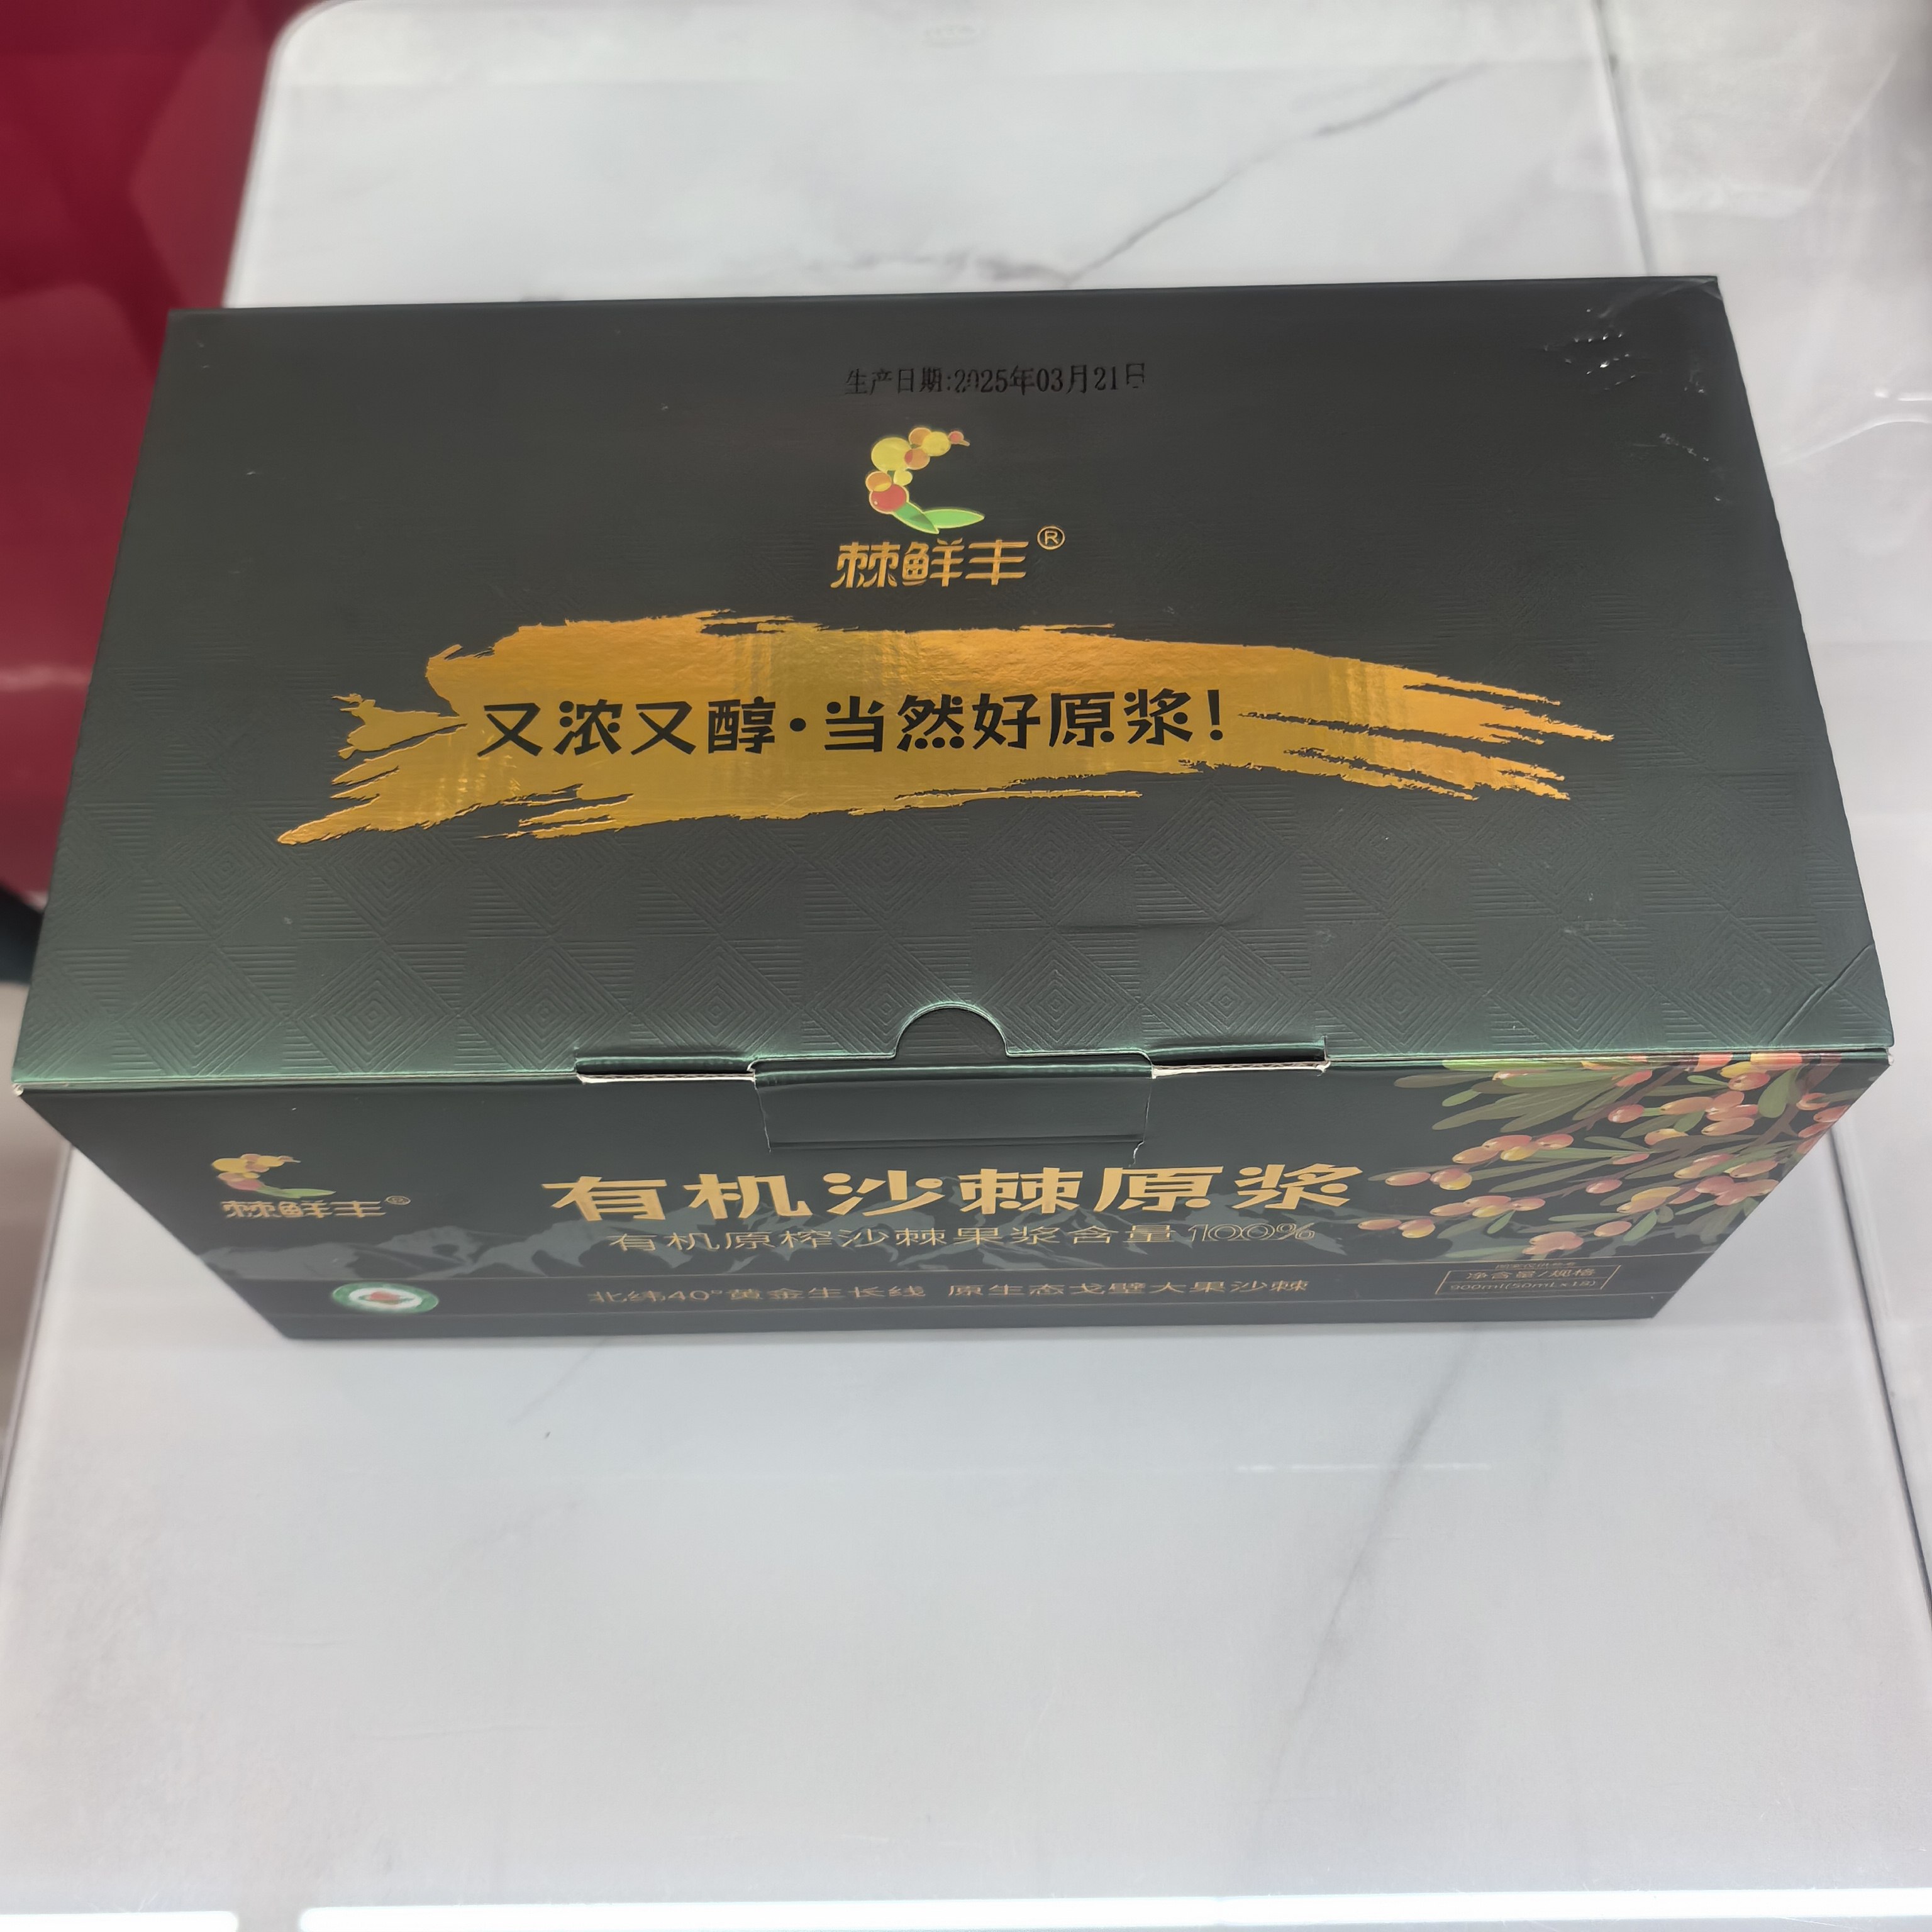 生产日期:2025年03月21日
棘鲜丰®
又浓又醇·当然好原浆!
棘鲜丰®
有机沙棘原浆
有机原榨沙棘果浆含量100%
北纬40°黄金生长线 原生态戈壁大果沙棘
净含量/规格
900ml(50mL×18)